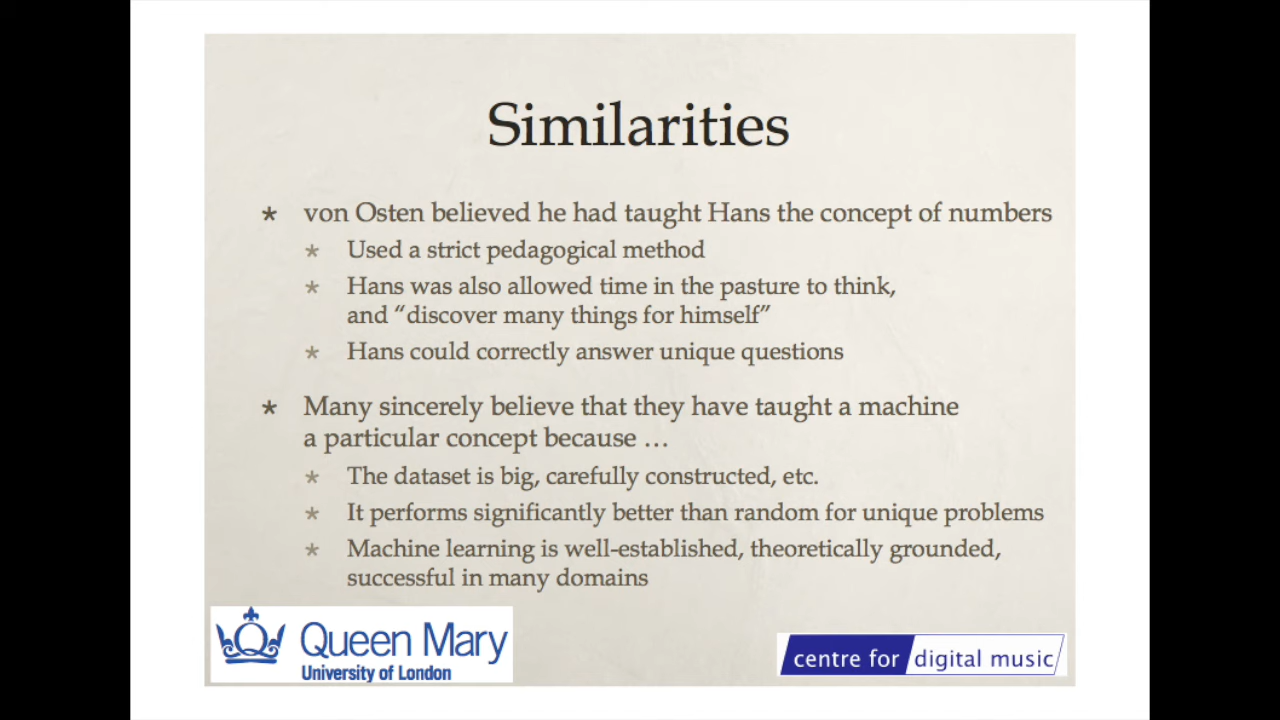 Similarities
* von Osten believed he had taught Hans the concept of numbers
* Used a strict pedagogical method
* Hans was also allowed time in the pasture to think,
and “discover many things for himself”
* Hans could correctly answer unique questions
* Many sincerely believe that they have taught a machine
a particular concept because …
* The dataset is big, carefully constructed, etc.
* It performs significantly better than random for unique problems
* Machine learning is well-established, theoretically grounded,
successful in many domains
Queen Mary
University of London
centre for digital music